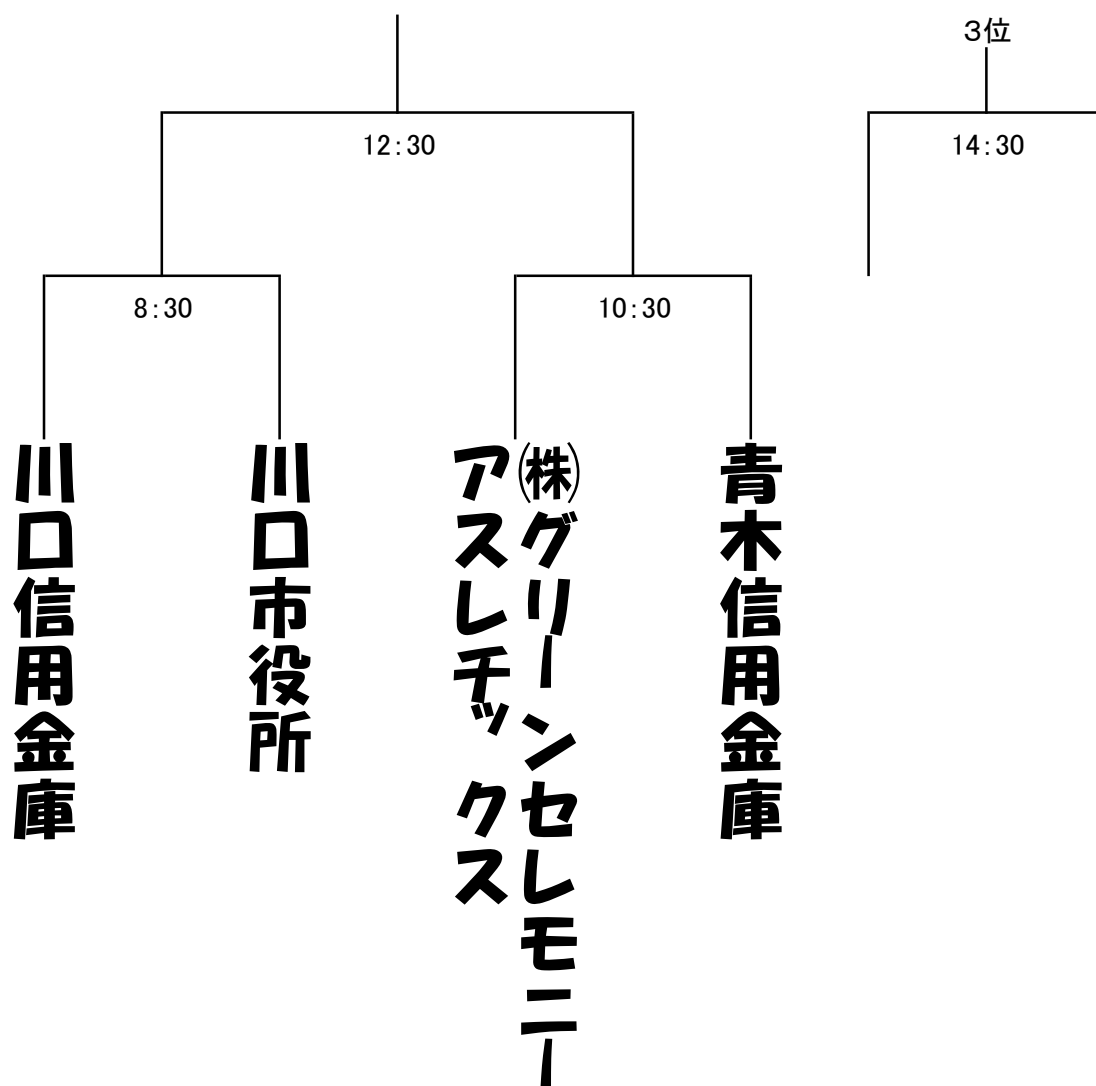 3位
12:30
14:30
8:30
10:30
川口信用金庫
川口市役所
㈱グリーンセレモニー
アスレチックス
青木信用金庫